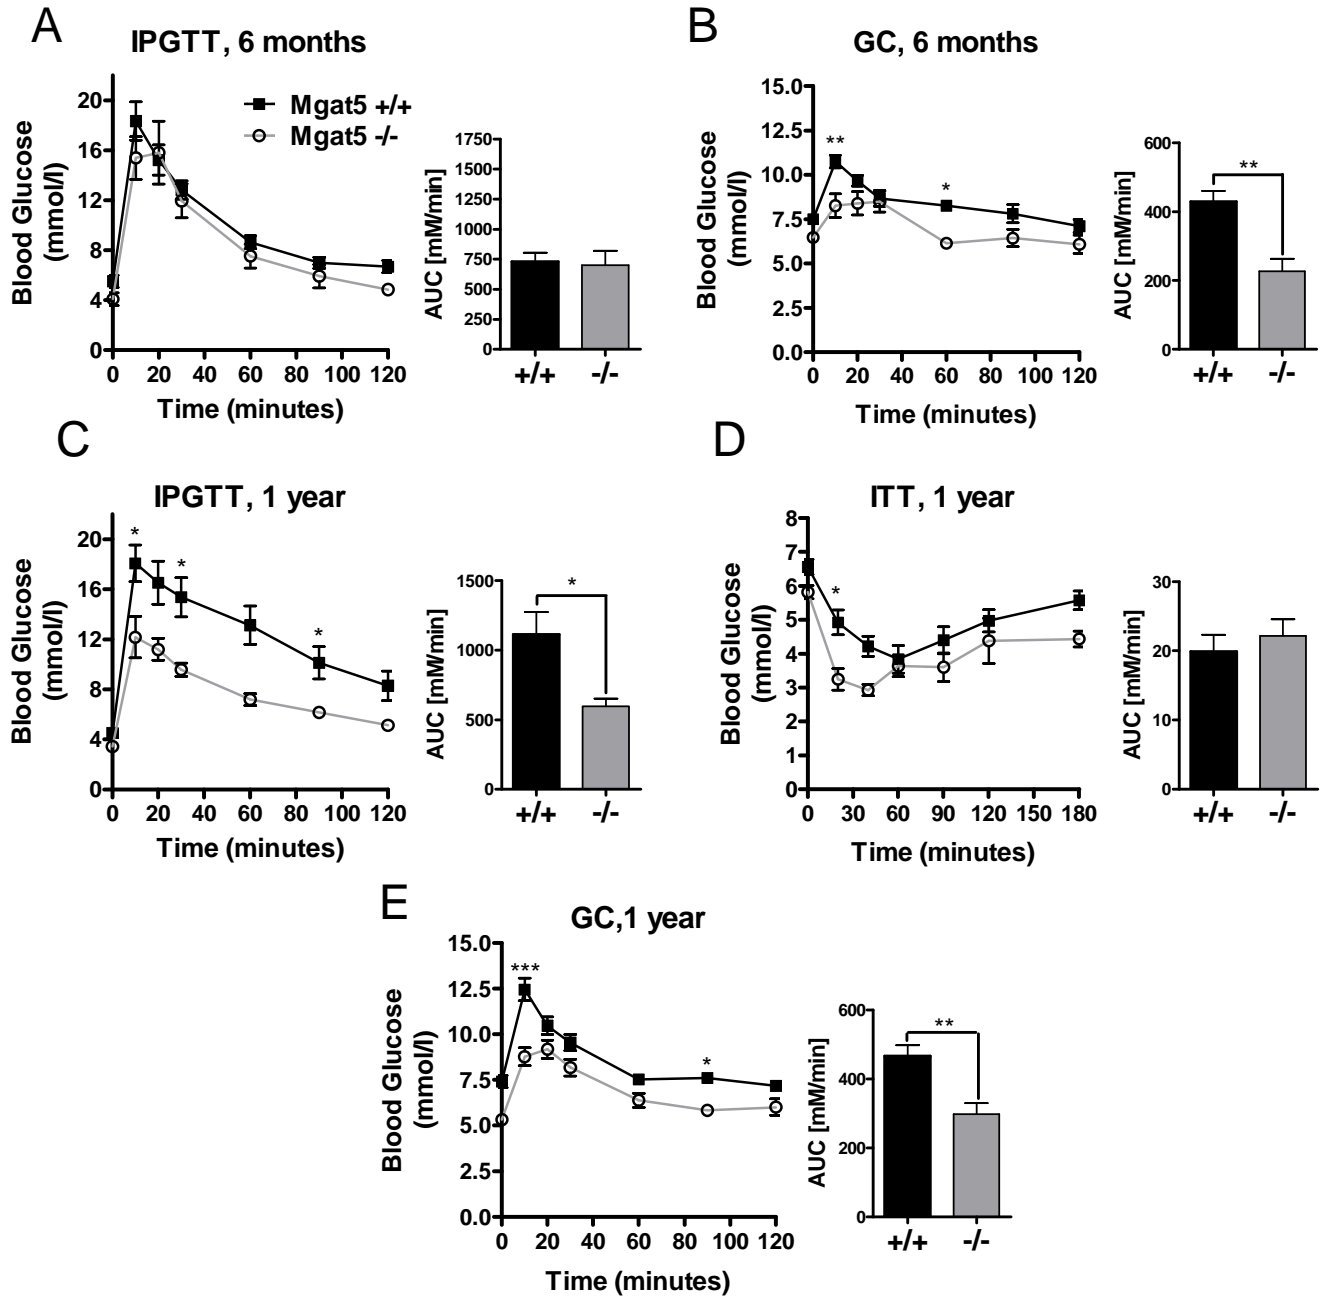 A
IPGTT, 6 months
Blood Glucose
(mmol/l)
20
16
12
8
4
0
Mgat5 +/+
Mgat5 -/-
0 20 40 60 80 100 120
Time (minutes)
AUC [mM/min]
1750
1500
1250
1000
750
500
250
0
+/+ -/-
B
GC, 6 months
Blood Glucose
(mmol/l)
15.0
12.5
10.0
7.5
5.0
2.5
0.0
**
*
0 20 40 60 80 100 120
Time (minutes)
AUC [mM/min]
600
400
200
0
**
+/+ -/-
C
IPGTT, 1 year
Blood Glucose
(mmol/l)
20
16
12
8
4
0
*
*
*
0 20 40 60 80 100 120
Time (minutes)
AUC [mM/min]
1500
1000
500
0
*
+/+ -/-
D
ITT, 1 year
Blood Glucose
(mmol/l)
8
7
6
5
4
3
2
1
0
*
0 30 60 90 120 150 180
Time (minutes)
AUC [mM/min]
30
20
10
0
+/+ -/-
E
GC,1 year
Blood Glucose
(mmol/l)
15.0
12.5
10.0
7.5
5.0
2.5
0.0
***
*
0 20 40 60 80 100 120
Time (minutes)
AUC [mM/min]
600
400
200
0
**
+/+ -/-